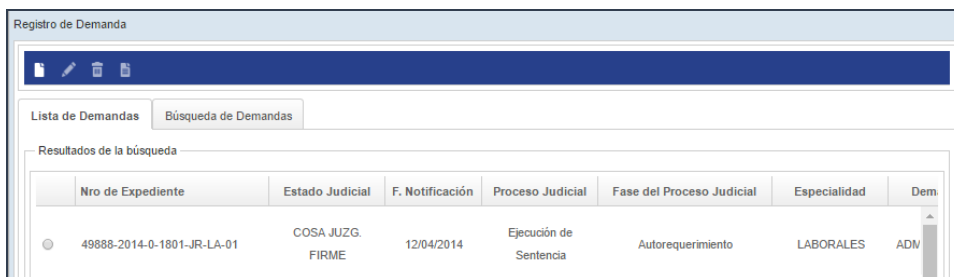 Registro de Demanda
Lista de Demandas Búsqueda de Demandas
Resultados de la búsqueda
Nro de Expediente Estado Judicial F. Notificación Proceso Judicial Fase del Proceso Judicial Especialidad Dem
49888-2014-0-1801-JR-LA-01 COSA JUZG. FIRME 12/04/2014 Ejecución de Sentencia Autorequerimiento LABORALES ADM